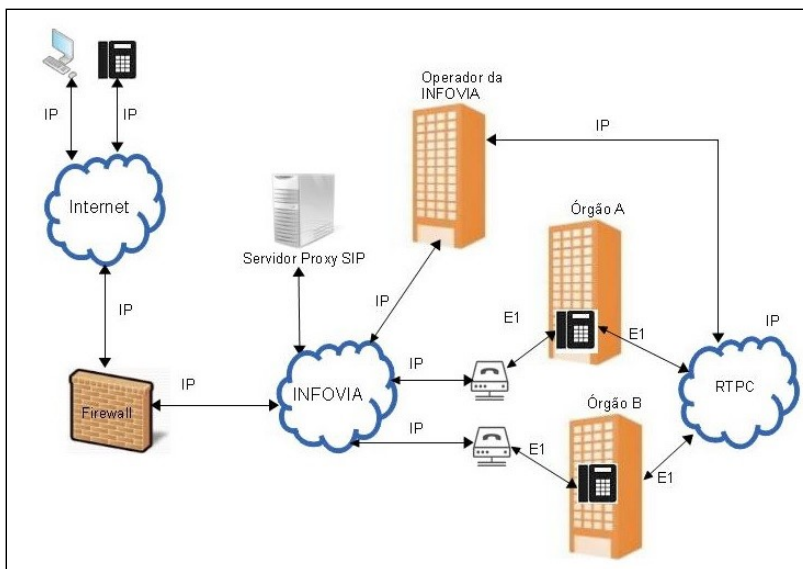 IP
IP
Operador da
INFOVIA
IP
Internet
Órgão A
Servidor Proxy SIP
IP
IP
E1
E1
IP
IP
IP
Firewall
INFOVIA
RTPC
Órgão B
IP
E1
E1